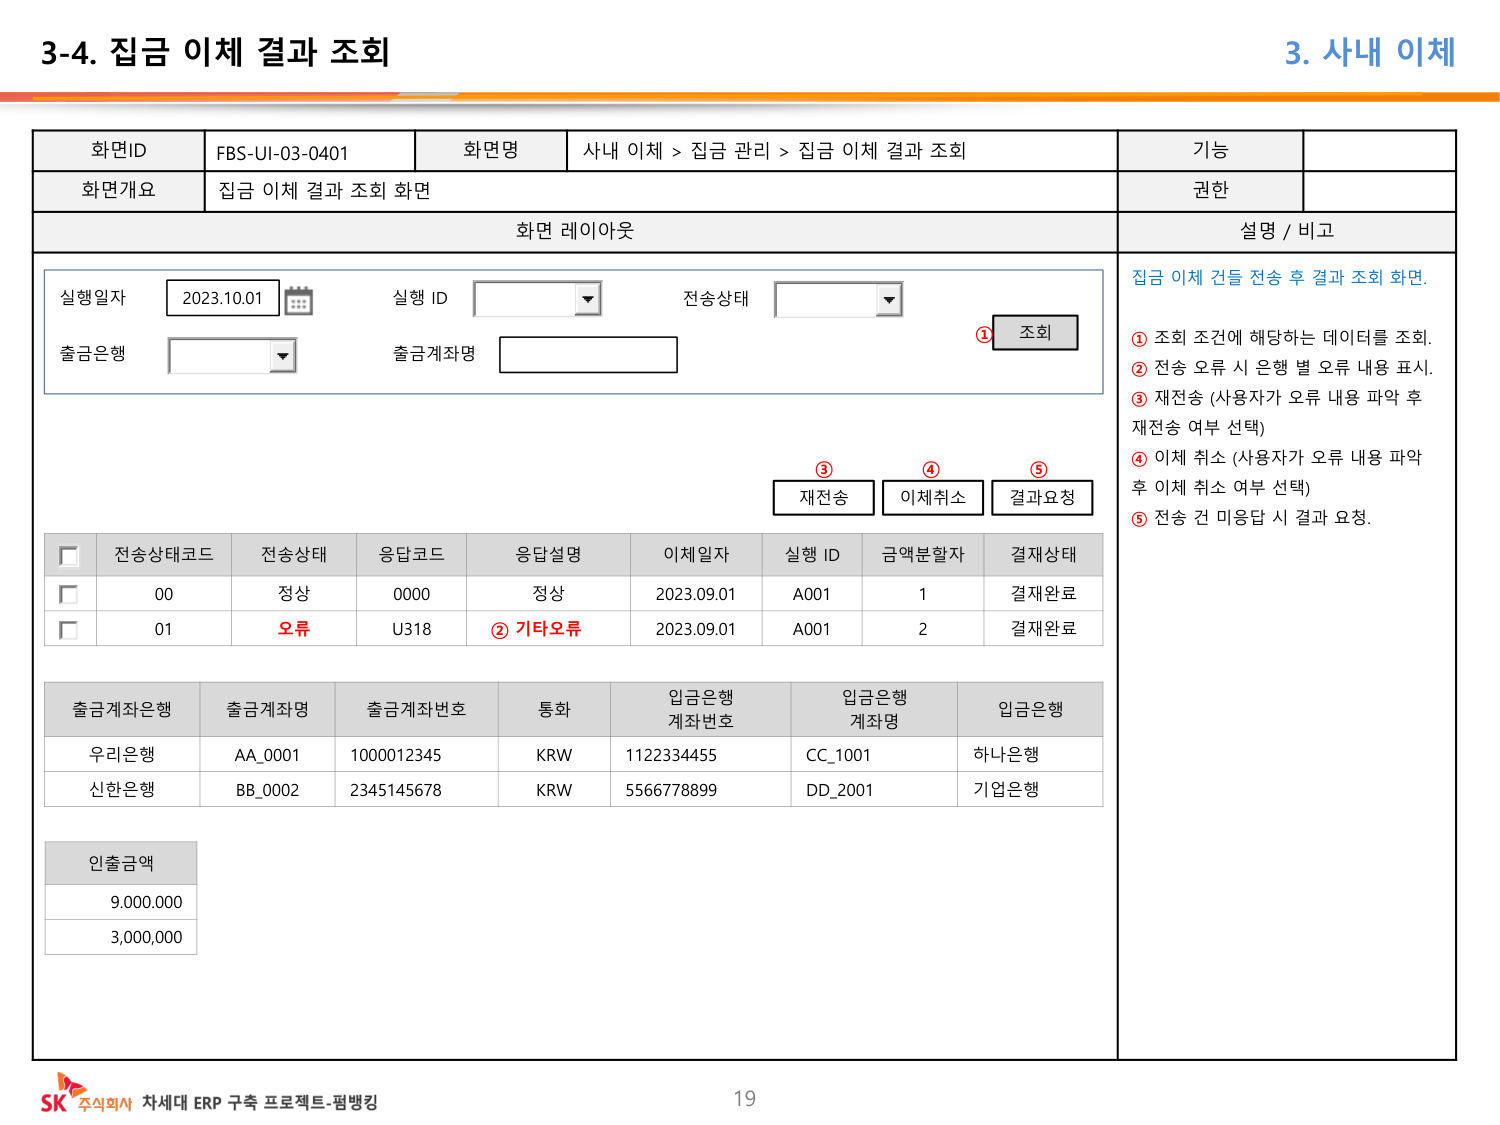 3-4. 집금 이체 결과 조회
3. 사내 이체
화면ID FBS-UI-03-0401 화면명 사내 이체 > 집금 관리 > 집금 이체 결과 조회 기능
화면개요 집금 이체 결과 조회 화면 권한
화면 레이아웃 설명 / 비고
실행일자 2023.10.01 실행 ID 전송상태
① 조회
출금은행 출금계좌명
③ ④ ⑤
재전송 이체취소 결과요청
전송상태코드 전송상태 응답코드 응답설명 이체일자 실행 ID 금액분할자 결재상태
00 정상 0000 정상 2023.09.01 A001 1 결재완료
01 오류 U318 ② 기타오류 2023.09.01 A001 2 결재완료
출금계좌은행 출금계좌명 출금계좌번호 통화 입금은행 계좌번호 입금은행 계좌명 입금은행
우리은행 AA_0001 1000012345 KRW 1122334455 CC_1001 하나은행
신한은행 BB_0002 2345145678 KRW 5566778899 DD_2001 기업은행
인출금액
9.000.000
3,000,000
집금 이체 건들 전송 후 결과 조회 화면.
① 조회 조건에 해당하는 데이터를 조회.
② 전송 오류 시 은행 별 오류 내용 표시.
③ 재전송 (사용자가 오류 내용 파악 후
재전송 여부 선택)
④ 이체 취소 (사용자가 오류 내용 파악
후 이체 취소 여부 선택)
⑤ 전송 건 미응답 시 결과 요청.
SK 주식회사 차세대 ERP 구축 프로젝트-펌뱅킹
19